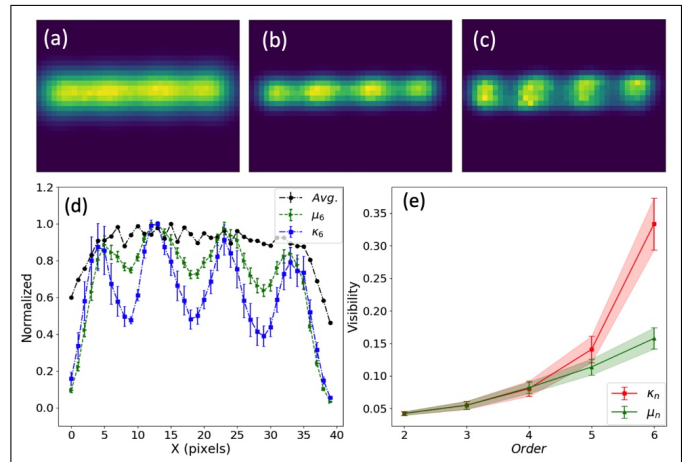 (a)
(b)
(c)
(d)
Avg.
μ6
κ6
1.2
1.0
0.8
0.6
0.4
0.2
0.0
Normalized
0 5 10 15 20 25 30 35 40
X (pixels)
(e)
0.35
0.30
0.25
0.20
0.15
0.10
0.05
Visibility
κn
μn
2 3 4 5 6
Order